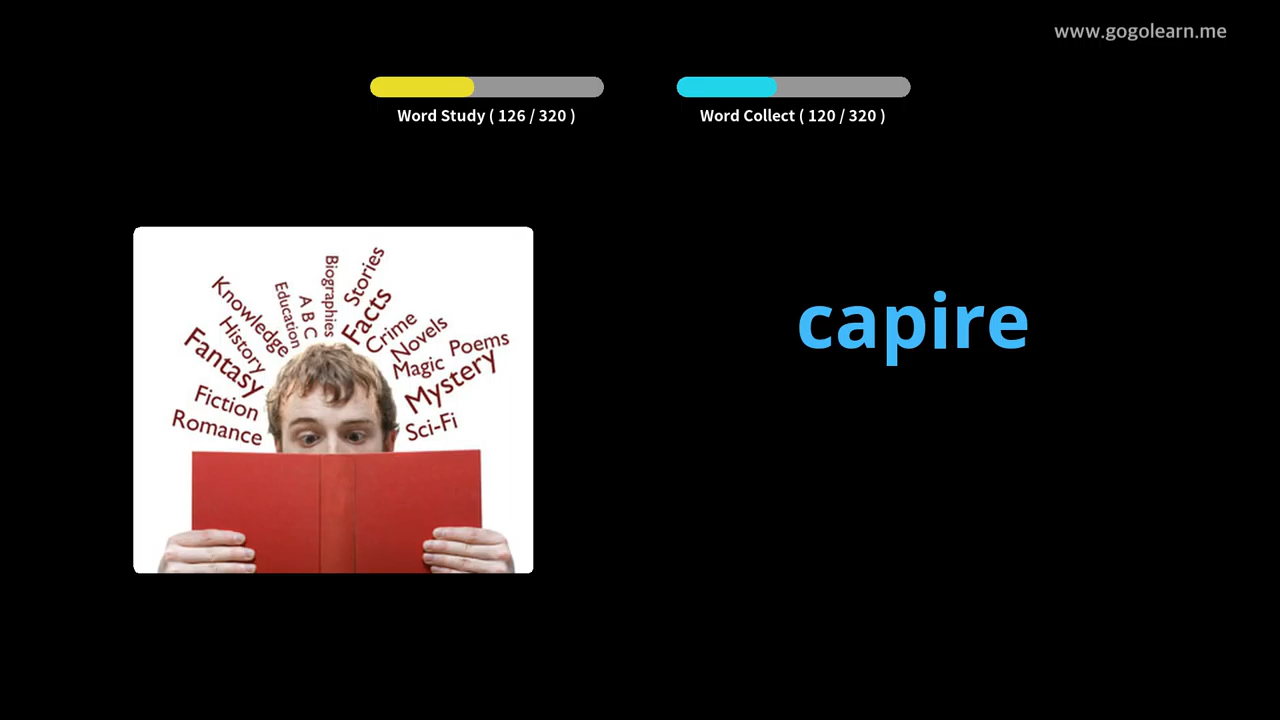 www.gogolearn.me
Word Study ( 126 / 320 )
Word Collect ( 120 / 320 )
Biographies
Stories
Education
A B C
Facts
Knowledge
History
Crime
Novels
Poems
Fantasy
Magic
Mystery
Fiction
Romance
Sci-Fi
capire